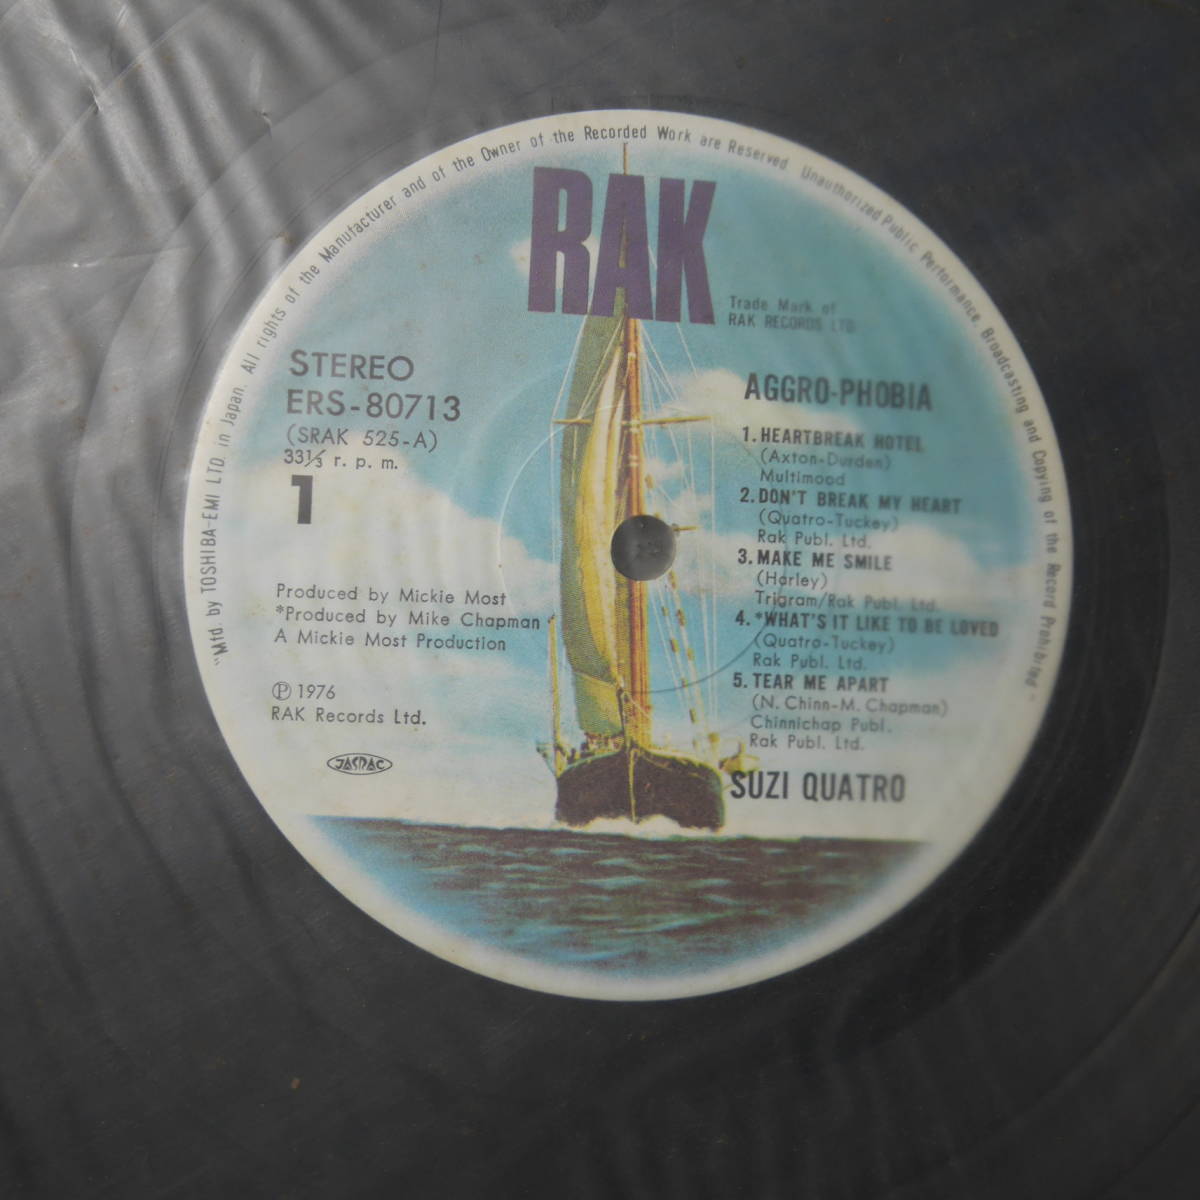 "Mfd. by TOSHIBA-EMI LTD. in Japan. All rights of the Manufacturer and of the Owner of the Recorded Work are Reserved. Unauthorized Public Performance, Broadcasting and Copying of the Record Prohibited"
RAK
Trade Mark of
RAK RECORDS LTD
STEREO
ERS-80713
(SRAK 525-A)
33⅓ r. p. m.
1
Produced by Mickie Most
*Produced by Mike Chapman
A Mickie Most Production
Ⓟ 1976
RAK Records Ltd.
JASRAC
AGGRO-PHOBIA
1. HEARTBREAK HOTEL
(Axton-Durden)
Multimood
2. DON'T BREAK MY HEART
(Quatro-Tuckey)
Rak Publ. Ltd.
3. MAKE ME SMILE
(Harley)
Trigram/Rak Publ. Ltd.
4. *WHAT'S IT LIKE TO BE LOVED
(Quatro-Tuckey)
Rak Publ. Ltd.
5. TEAR ME APART
(N. Chinn-M. Chapman)
Chinnichap Publ.
Rak Publ. Ltd.
SUZI QUATRO